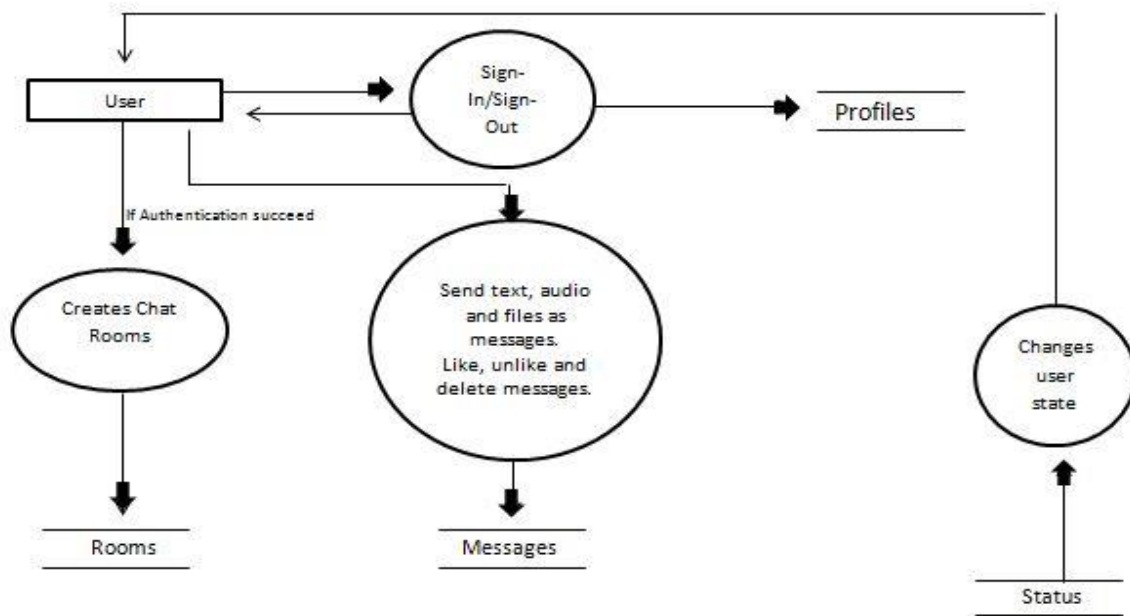 Sign-
In/Sign-
Out
User
Profiles
If Authentication succeed
Creates Chat
Rooms
Send text, audio
and files as
messages.
Like, unlike and
delete messages.
Changes
user
state
Rooms
Messages
Status